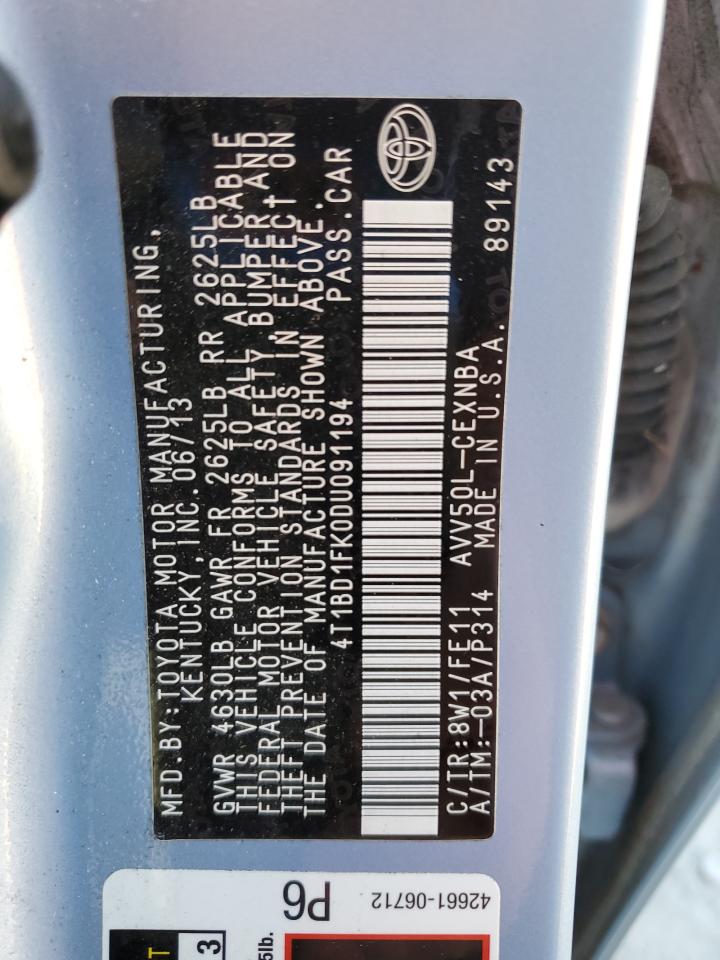 MFD.BY:TOYOTA MOTOR MANUFACTURING,
KENTUCKY, INC.06/13
GVWR 4630LB GAWR FR 2625LB RR 2625LB
THIS VEHICLE CONFORMS TO ALL APPLICABLE
FEDERAL MOTOR VEHICLE SAFETY, BUMPER AND
THEFT PREVENTION STANDARDS IN EFFECT ON
THE DATE OF MANUFACTURE SHOWN ABOVE.
4T1BD1FK0DU091194 PASS.CAR
C/TR:8W1/FE11 AVV50L-CEXNBA
A/TM:-03A/P314 MADE IN U.S.A. 89143
42661-06712
P6
5lb.
T
3